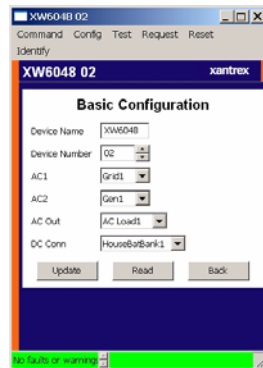 XW6048 02
Command Config Test Request Reset
Identify
XW6048 02 xantrex
Basic Configuration
Device Name XW6048
Device Number 02
AC1 Grid1
AC2 Gen1
AC Out AC Load1
DC Conn HouseBatBank1
Update Read Back
No faults or warnings